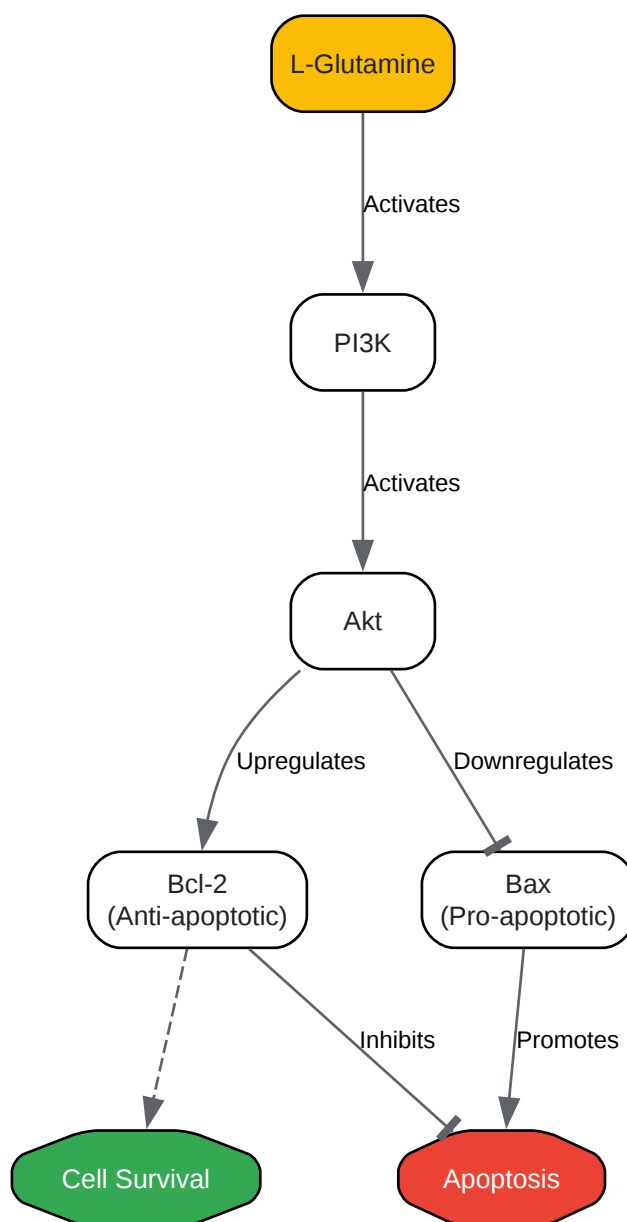 L-Glutamine
Activates
PI3K
Activates
Akt
Upregulates
Downregulates
Bcl-2
(Anti-apoptotic)
Bax
(Pro-apoptotic)
Inhibits
Promotes
Cell Survival
Apoptosis